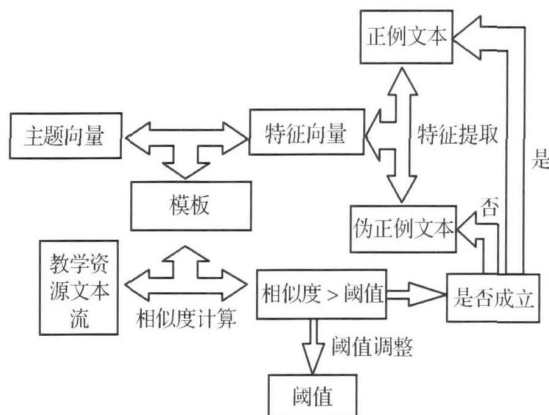 正例文本
主题向量
特征向量
特征提取
是
模板
否
伪正例文本
教学资
源文本
流
相似度计算
相似度>阈值
是否成立
阈值调整
阈值